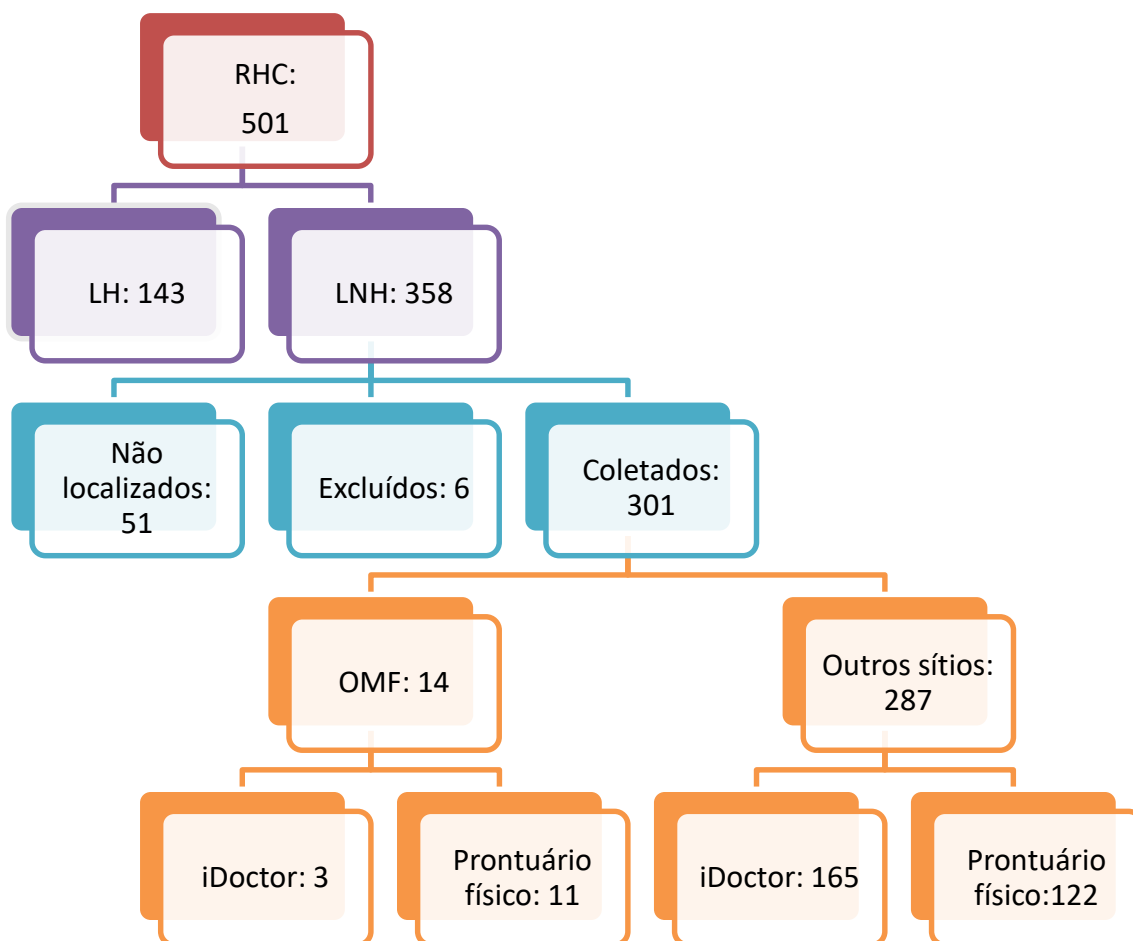 RHC:
501
LH: 143
LNH: 358
Não
localizados:
51
Excluídos: 6
Coletados:
301
OMF: 14
Outros sítios:
287
iDoctor: 3
Prontuário
físico: 11
iDoctor: 165
Prontuário
físico:122